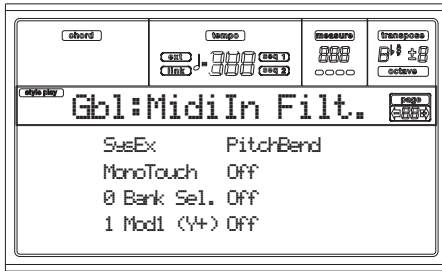 chord
tempo
measure
transpose
ext
link
seq 1
seq 2
octave
style play
Gbl:MidiIn Filt.
page
SysEx PitchBend
MonoTouch Off
0 Bank Sel. Off
1 Mod1 (Y+) Off